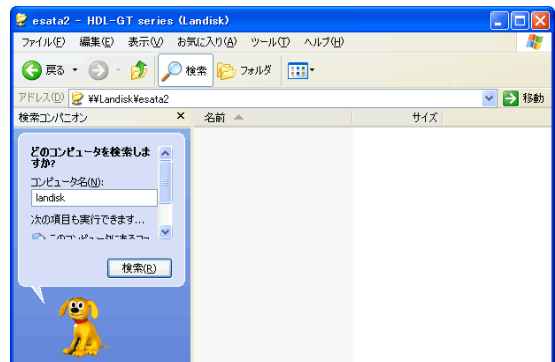 esata2 - HDL-GT series (Landisk)
ファイル(F) 編集(E) 表示(V) お気に入り(A) ツール(T) ヘルプ(H)
戻る 検索 フォルダ
アドレス(D) ¥¥Landisk¥esata2 移動
検索コンパニオン 名前 サイズ
どのコンピュータを検索しま
すか?
コンピュータ名(N):
landisk
次の項目も実行できます...
検索(R)